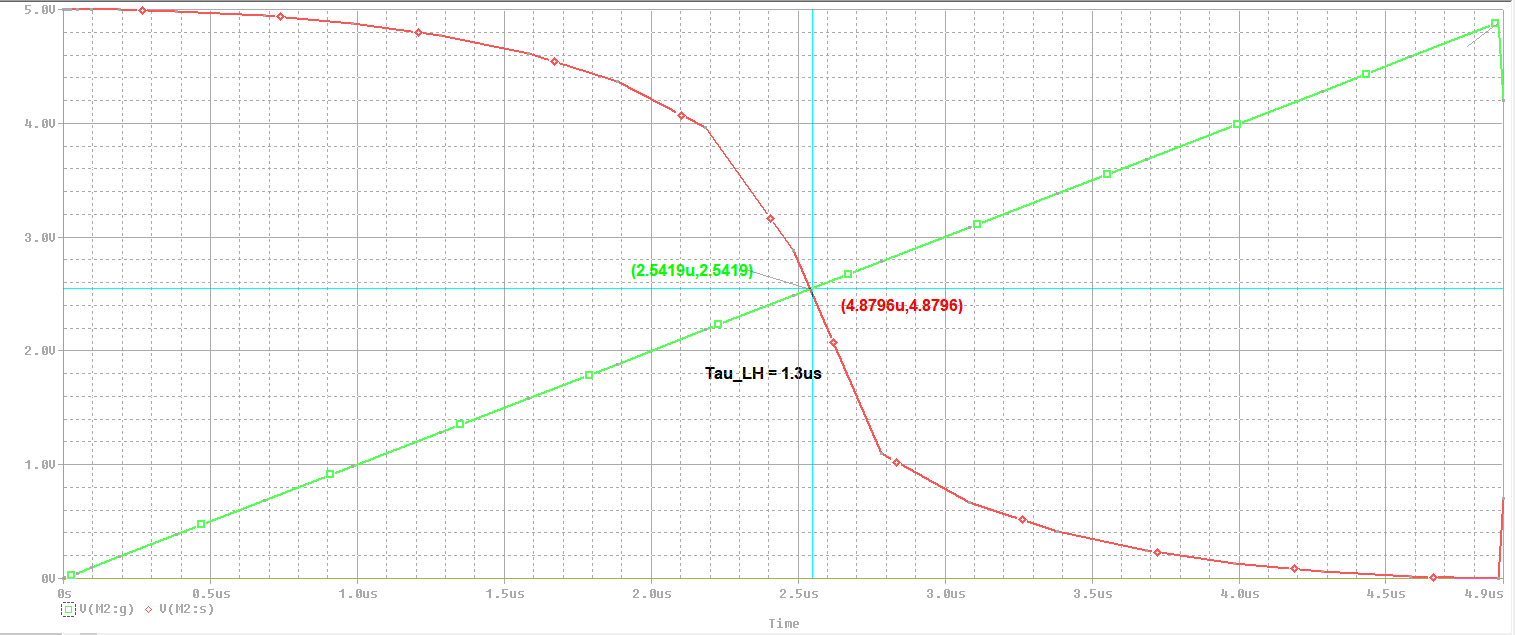 5.0V
4.0V
3.0V
(2.5419u,2.5419)
(4.8796u,4.8796)
2.0V
Tau_LH = 1.3us
1.0V
0V
0s 0.5us 1.0us 1.5us 2.0us 2.5us 3.0us 3.5us 4.0us 4.5us 4.9us
V(M2:g) V(M2:s)
Time